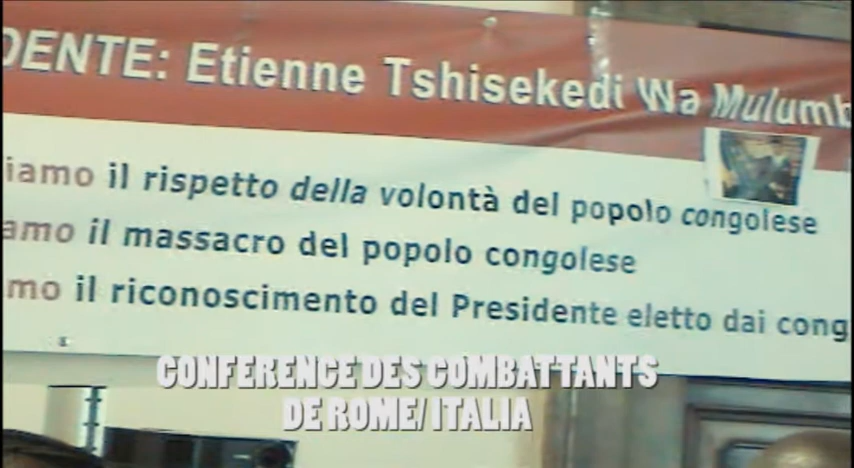 DENTE: Etienne Tshisekedi Wa Mulumb
iamo il rispetto della volontà del popolo congolese
amo il massacro del popolo congolese
mo il riconoscimento del Presidente eletto dai cong
CONFERENCE DES COMBATTANTS
DE ROME/ITALIA